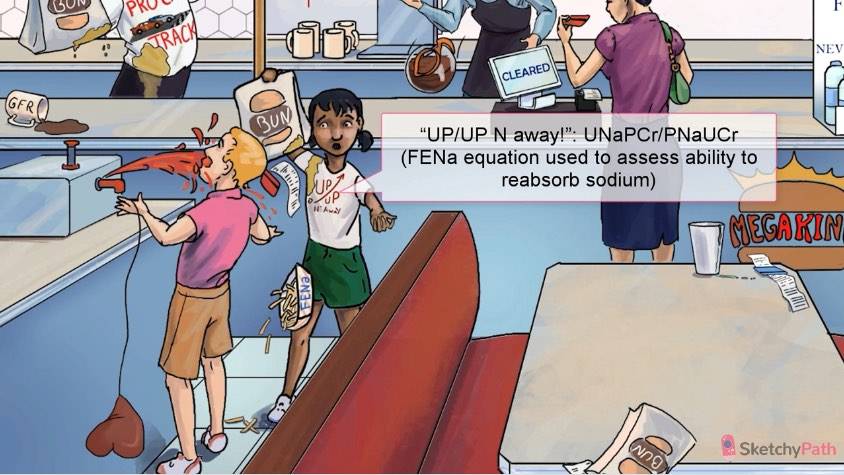 BUN
PRO
TRACK
GFR
CLEARED
BUN
"UP/UP N away!": UNaPCr/PNaUCr
(FENa equation used to assess ability to
reabsorb sodium)
UP
UP
N! AWAY
FENa
F
NEV
MEGAKIN
BUN
SketchyPath